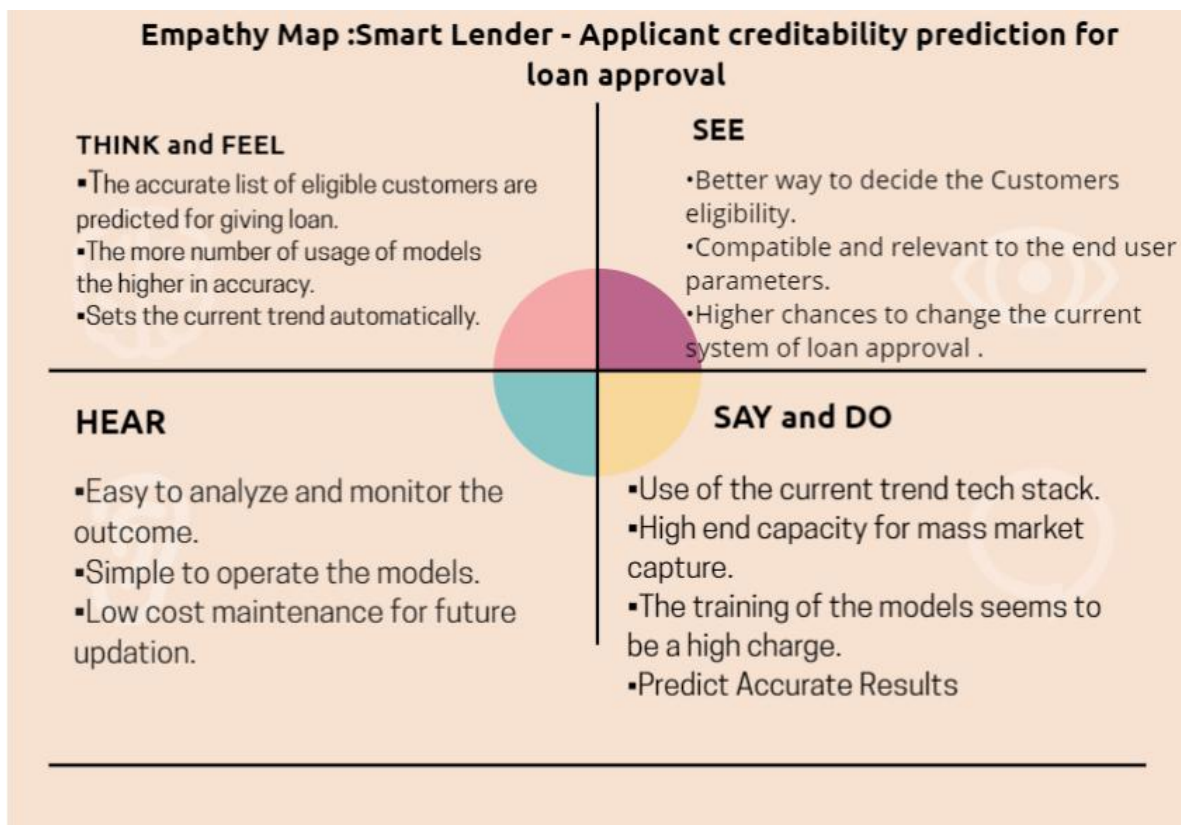 Empathy Map :Smart Lender - Applicant creditability prediction for
loan approval
THINK and FEEL
▪The accurate list of eligible customers are
predicted for giving loan.
▪The more number of usage of models
the higher in accuracy.
▪Sets the current trend automatically.
SEE
•Better way to decide the Customers
eligibility.
•Compatible and relevant to the end user
parameters.
•Higher chances to change the current
system of loan approval .
HEAR
▪Easy to analyze and monitor the
outcome.
▪Simple to operate the models.
▪Low cost maintenance for future
updation.
SAY and DO
▪Use of the current trend tech stack.
▪High end capacity for mass market
capture.
▪The training of the models seems to
be a high charge.
▪Predict Accurate Results